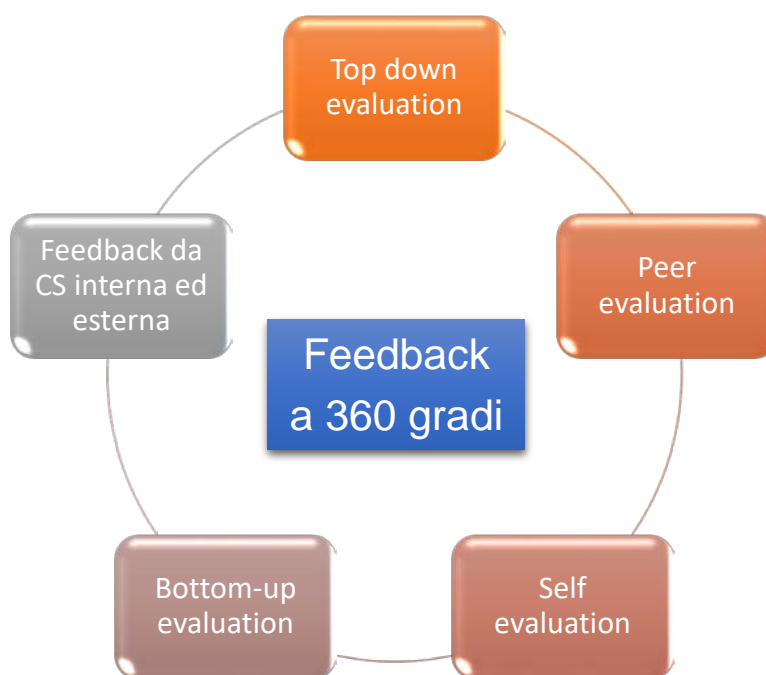 Top down
evaluation
Peer
evaluation
Self
evaluation
Bottom-up
evaluation
Feedback da
CS interna ed
esterna
Feedback
a 360 gradi